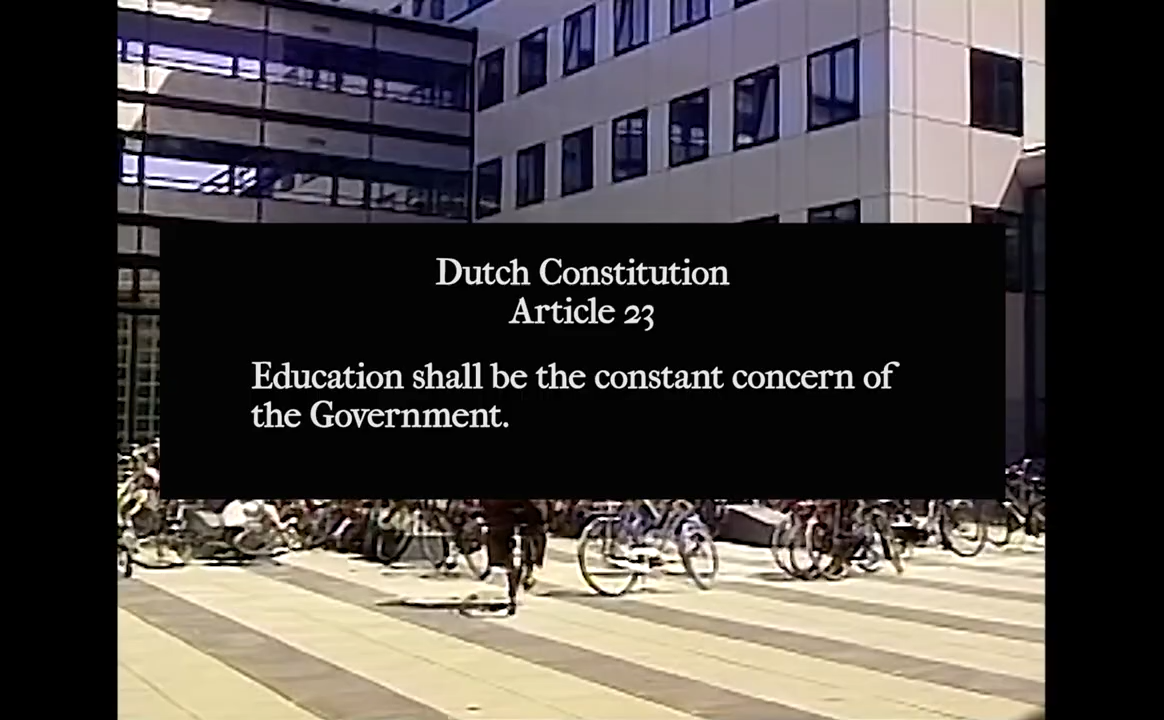 Dutch Constitution
Article 23
Education shall be the constant concern of
the Government.